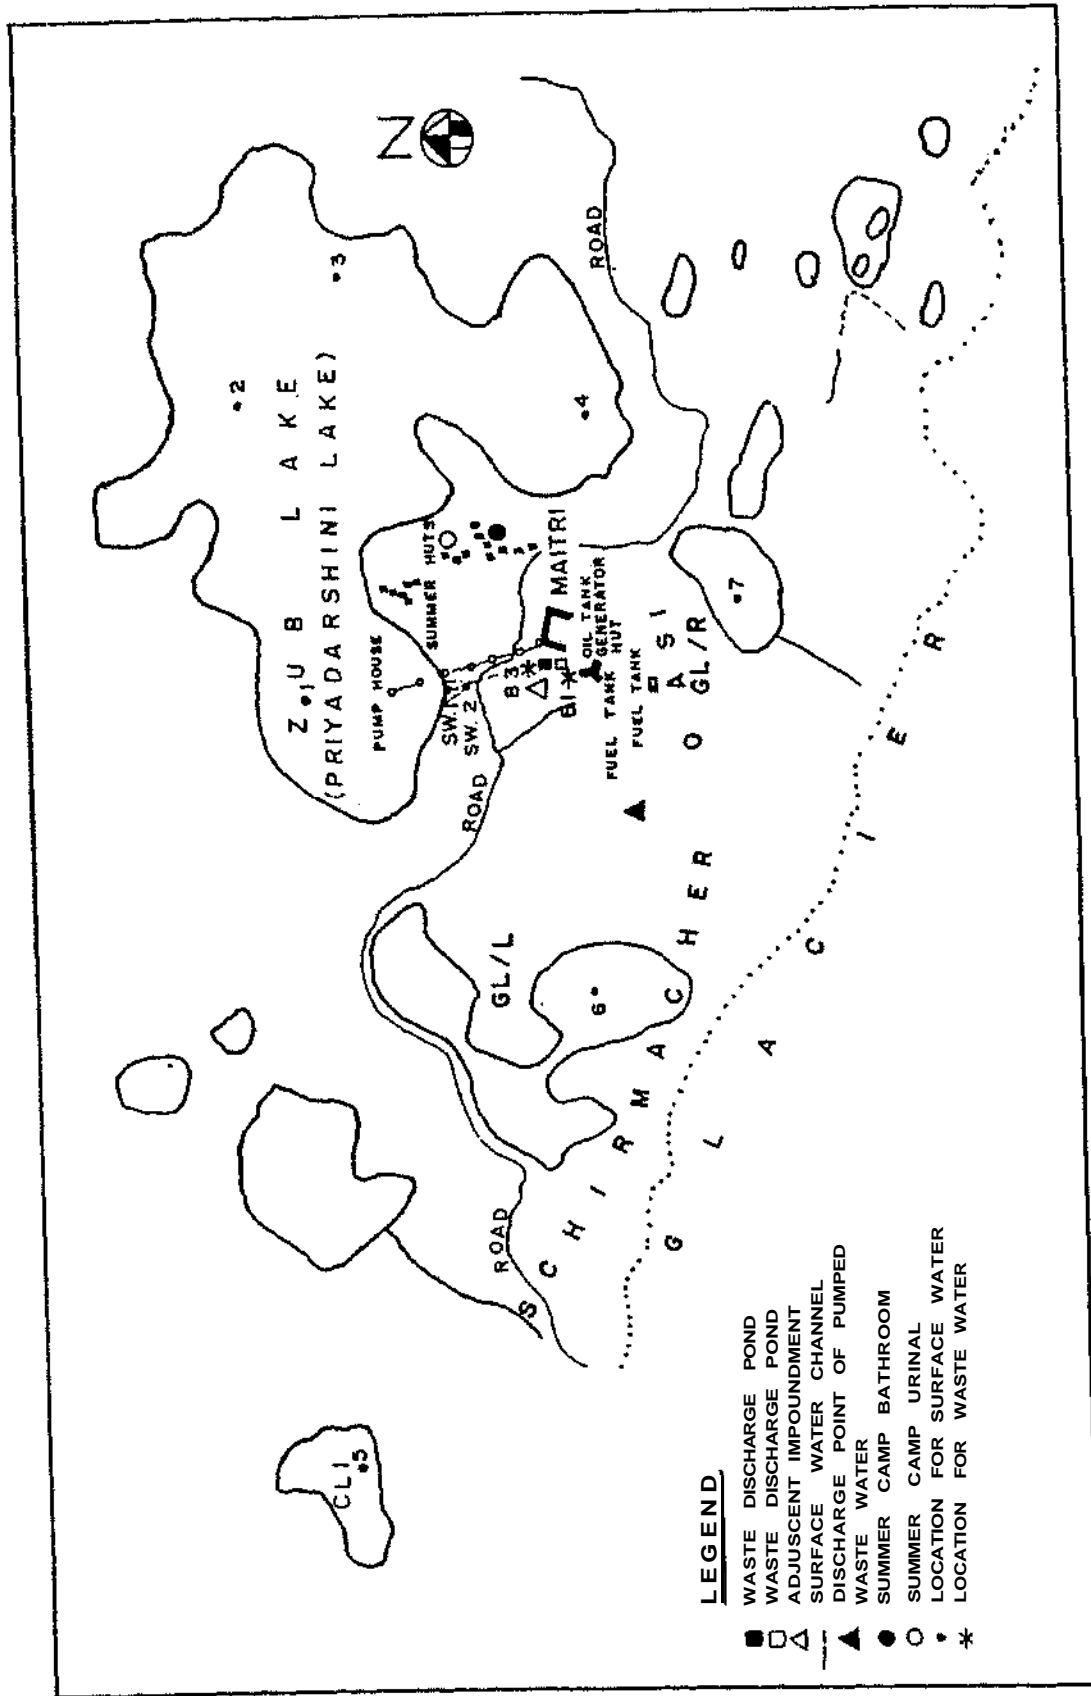 N
ZUB LAKE
(PRIYADARSHINI LAKE)
1
2
3
4
PUMP HOUSE
SUMMER HUTS
SW.1
SW. 2
ROAD
ROAD
ROAD
B3
B1
MAITRI
OIL TANK
GENERATOR
HUT
FUEL TANK
FUEL TANK
GL/R
7
GL/L
6
CL1
5
SCHIRMACHER OASIS
GLACIER
LEGEND
WASTE DISCHARGE POND
WASTE DISCHARGE POND
ADJUSCENT IMPOUNDMENT
SURFACE WATER CHANNEL
DISCHARGE POINT OF PUMPED
WASTE WATER
SUMMER CAMP BATHROOM
SUMMER CAMP URINAL
LOCATION FOR SURFACE WATER
LOCATION FOR WASTE WATER